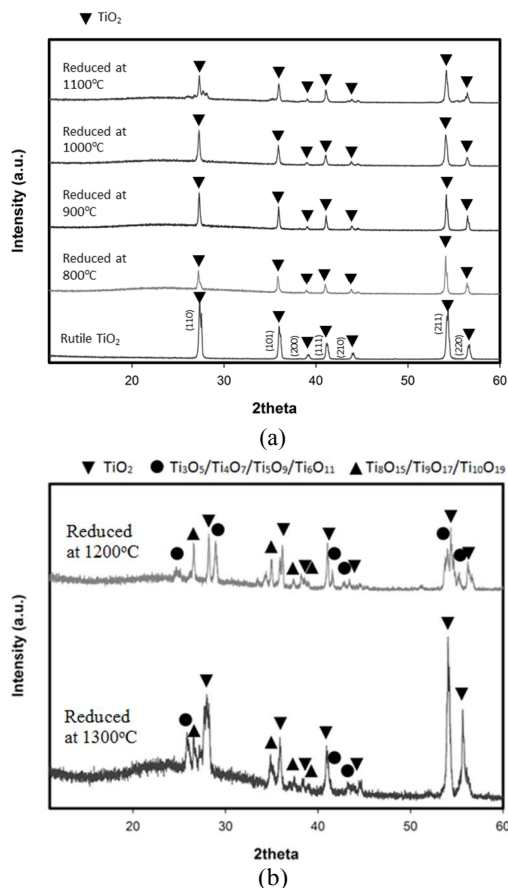 ▼ TiO₂
Reduced at
1100°C
Reduced at
1000°C
Reduced at
900°C
Reduced at
800°C
Rutile TiO₂
(110)
(101)
(200)
(111)
(210)
(211)
(220)
Intensity (a.u.)
20 30 40 50 60
2theta
(a)
▼ TiO₂ ● Ti₃O₅/Ti₄O₇/Ti₅O₉/Ti₆O₁₁ ▲ Ti₈O₁₅/Ti₉O₁₇/Ti₁₀O₁₉
Reduced
at 1200°C
Reduced
at 1300°C
Intensity (a.u.)
20 30 40 50 60
2theta
(b)